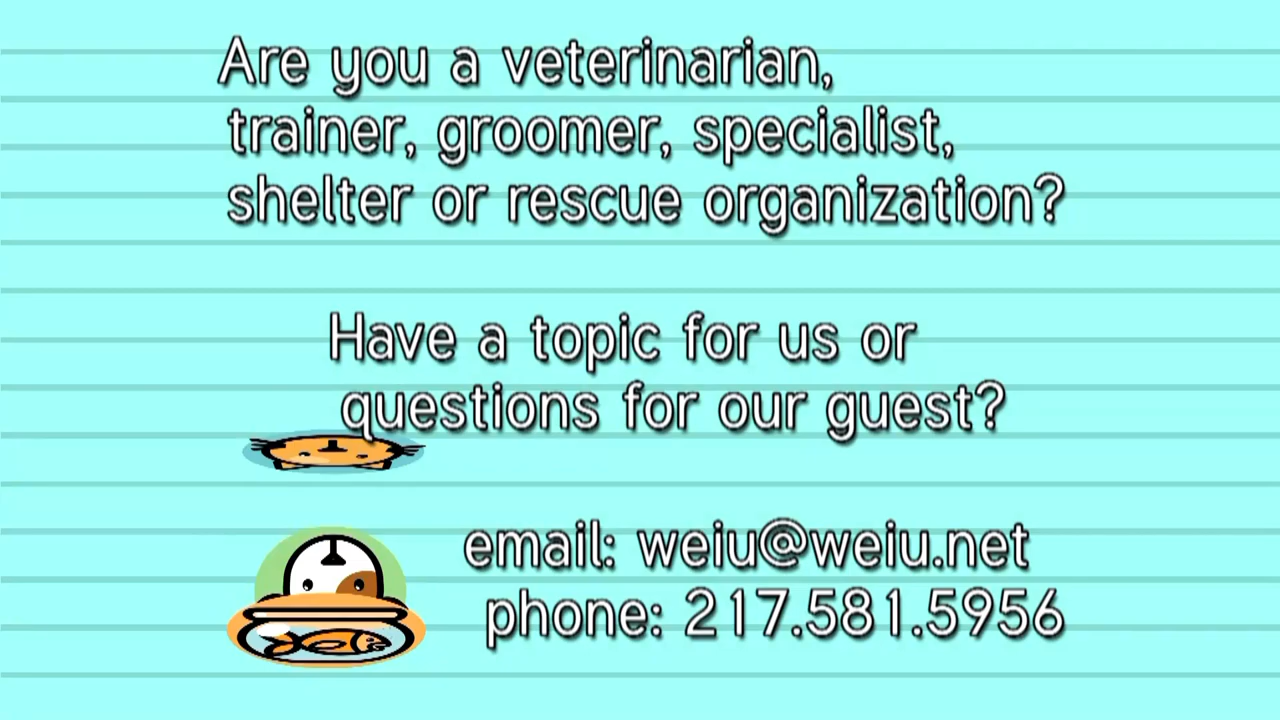 Are you a veterinarian,
trainer, groomer, specialist,
shelter or rescue organization?
Have a topic for us or
questions for our guest?
email: weiu@weiu.net
phone: 217.581.5956